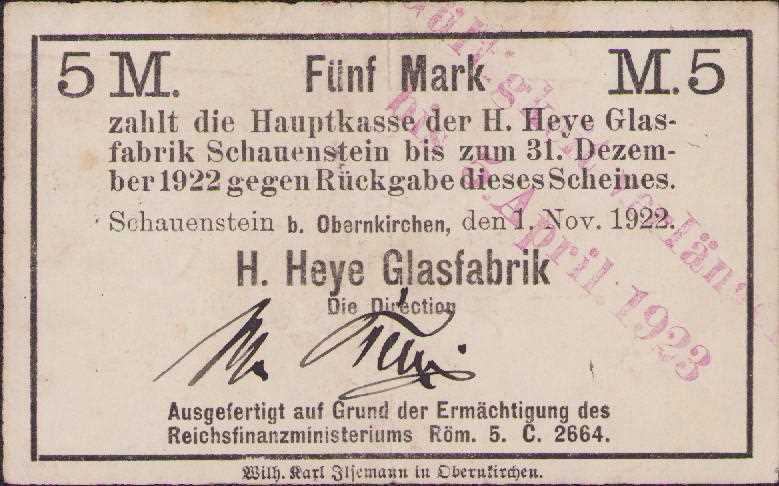 5 M. Fünf Mark M. 5
zahlt die Hauptkasse der H. Heye Glas-
fabrik Schauenstein bis zum 31. Dezem-
ber 1922 gegen Rückgabe dieses Scheines.
Schauenstein b. Obernkirchen, den 1. Nov. 1922.
H. Heye Glasfabrik
Die Direction
Ausgefertigt auf Grund der Ermächtigung des
Reichsfinanzministeriums Röm. 5. C. 2664.
Wilh. Karl Ilsemann in Obernkirchen.
bis
April 1923